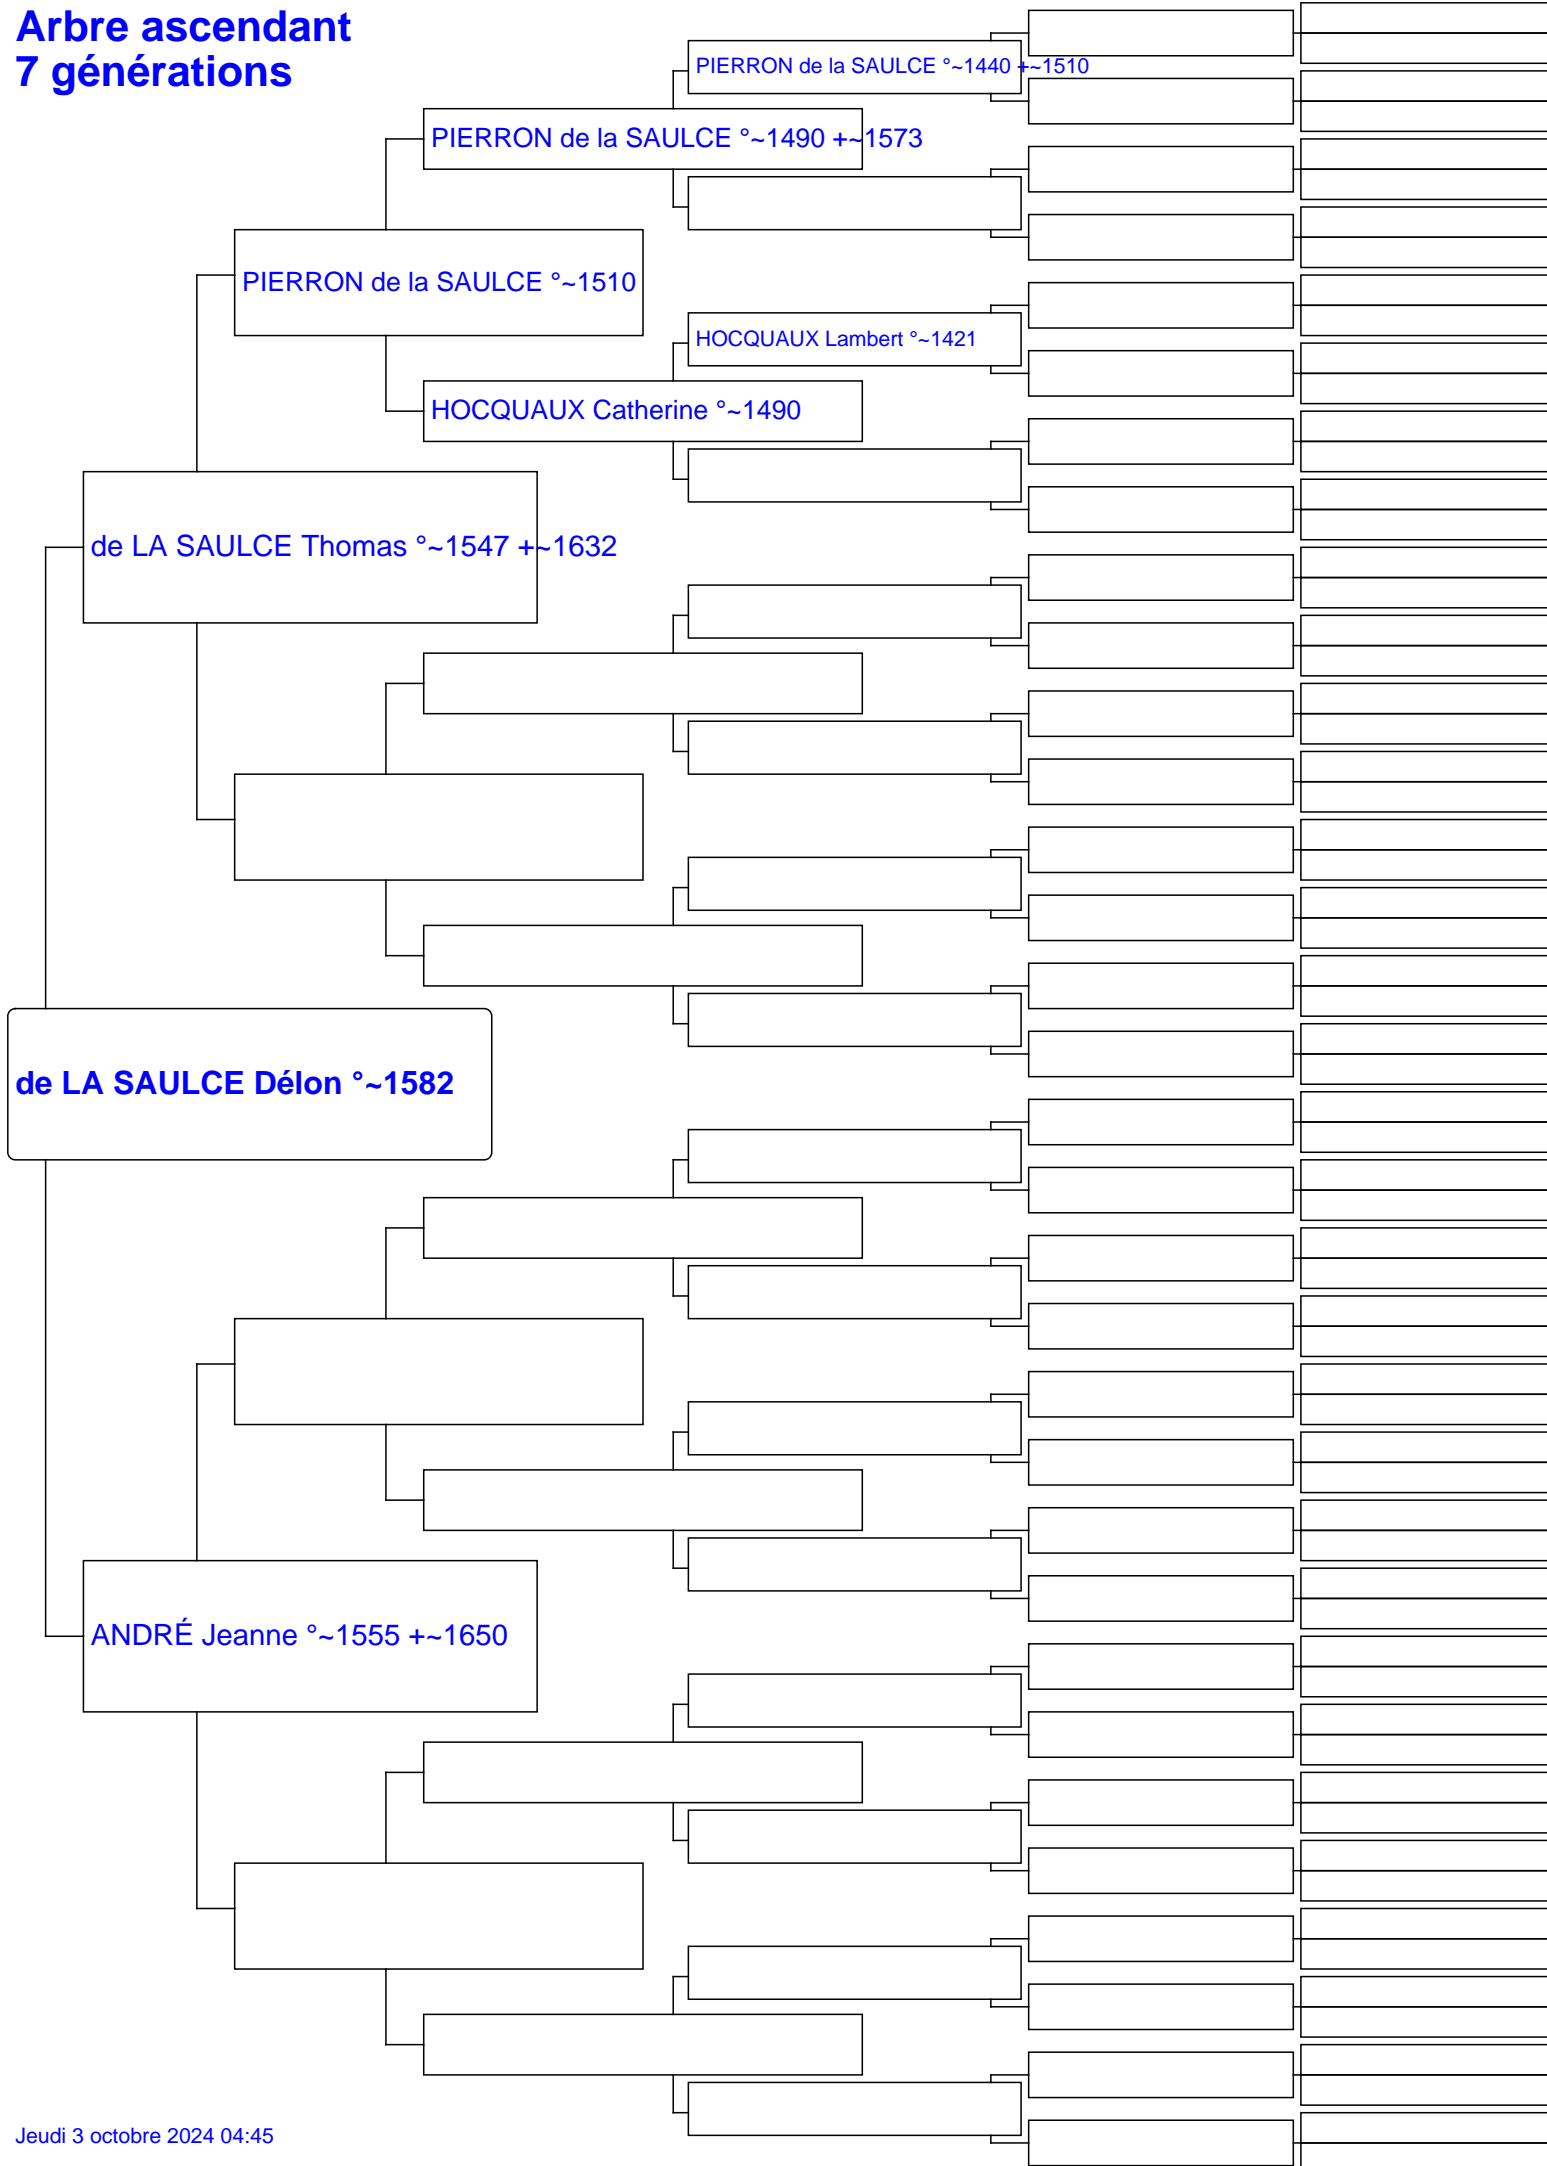 Arbre ascendant
7 générations
PIERRON de la SAULCE °~1440 +~1510
PIERRON de la SAULCE °~1490 +~1573
PIERRON de la SAULCE °~1510
HOCQUAUX Lambert °~1421
HOCQUAUX Catherine °~1490
de LA SAULCE Thomas °~1547 +~1632
de LA SAULCE Délon °~1582
ANDRÉ Jeanne °~1555 +~1650
Jeudi 3 octobre 2024 04:45